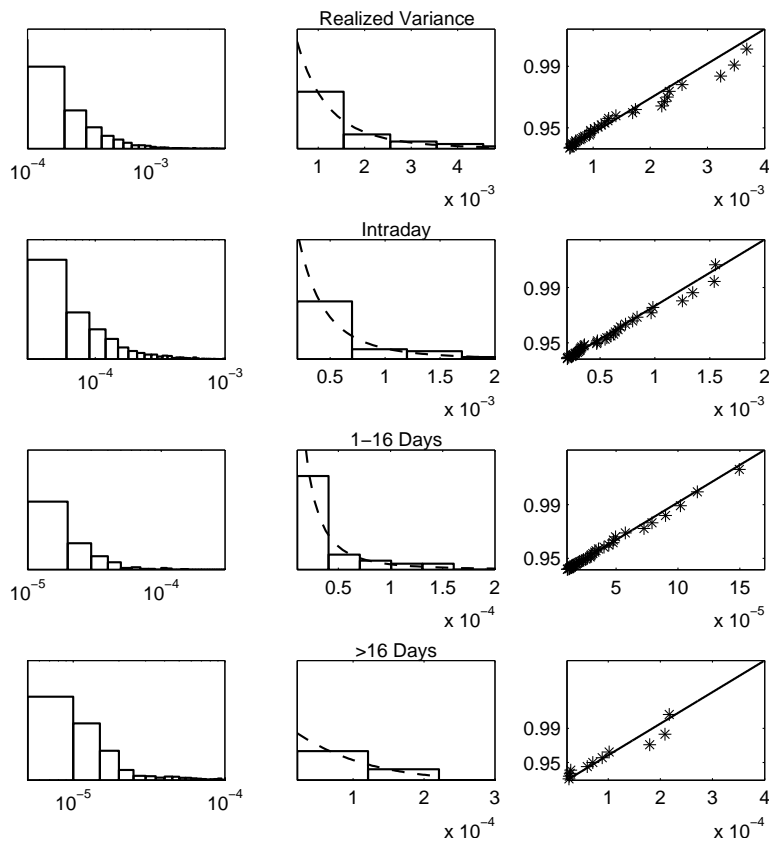 Realized Variance
0.99
0.95
10⁻⁴ 10⁻³ 1 2 3 4 1 2 3 4
x 10⁻³ x 10⁻³
Intraday
0.99
0.95
10⁻⁴ 10⁻³ 0.5 1 1.5 2 0.5 1 1.5 2
x 10⁻³ x 10⁻³
1−16 Days
0.99
0.95
10⁻⁵ 10⁻⁴ 0.5 1 1.5 2 5 10 15
x 10⁻⁴ x 10⁻⁵
>16 Days
0.99
0.95
10⁻⁵ 10⁻⁴ 0 1 2 3 1 2 3 4
x 10⁻⁴ x 10⁻⁴